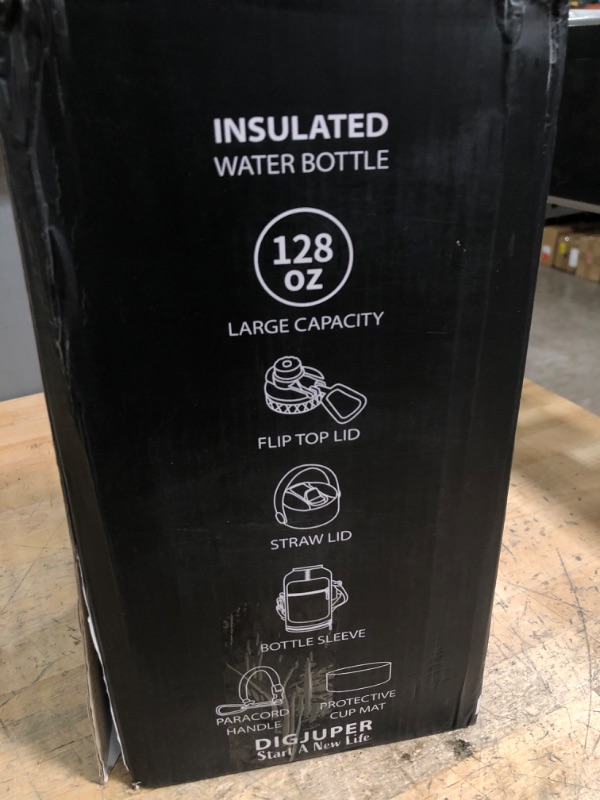 INSULATED
WATER BOTTLE
128
OZ
LARGE CAPACITY
FLIP TOP LID
STRAW LID
BOTTLE SLEEVE
PARACORD
HANDLE
PROTECTIVE
CUP MAT
DIGJUPER
Start A New Life